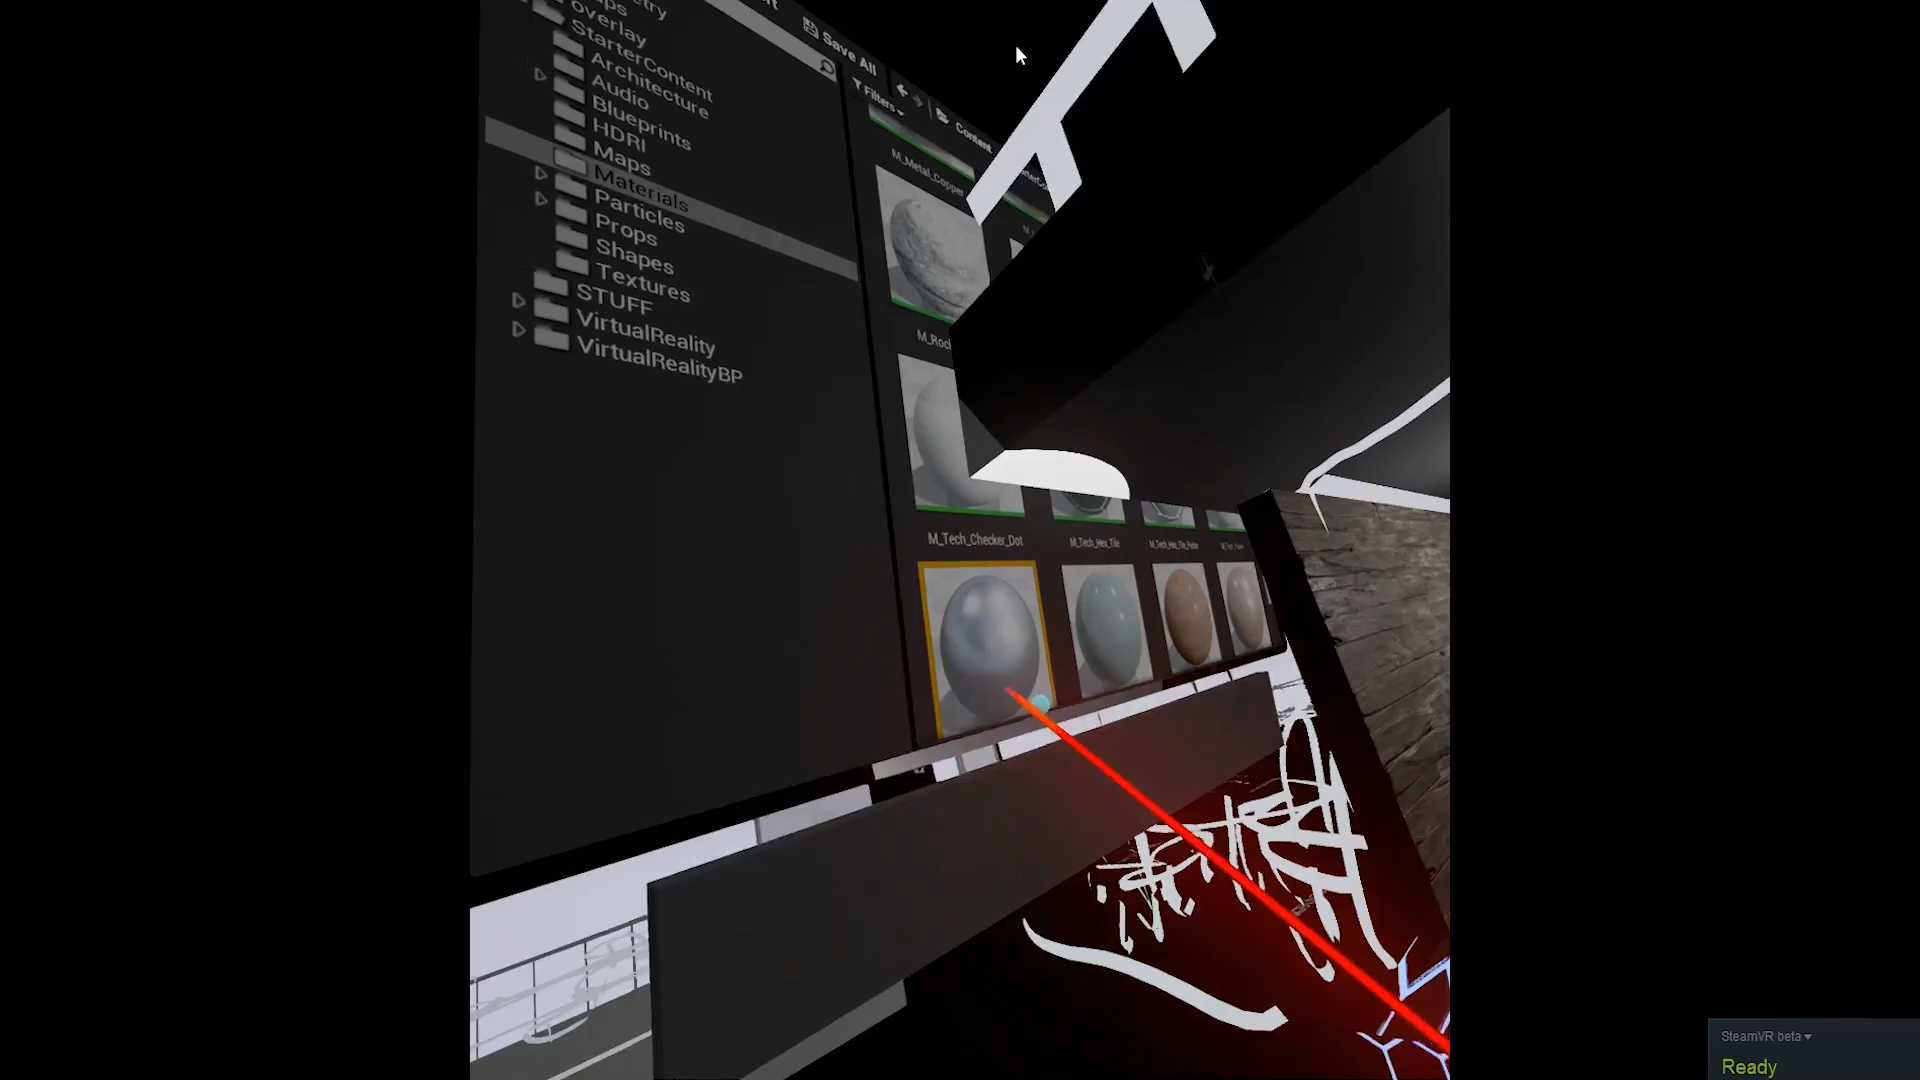 Save All
overlay
StarterContent
Architecture
Audio
Blueprints
HDRI
Maps
Materials
Particles
Props
Shapes
Textures
STUFF
VirtualReality
VirtualRealityBP
Filters
Content
M_Metal_Copper
M_Tech_Checker_Dot
M_Tech_Hex_Tile
M_Tech_Hex_Tile_Pulse
SteamVR beta
Ready